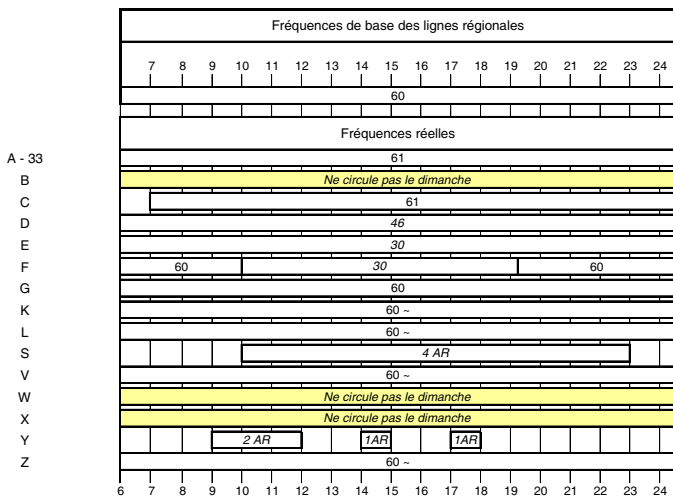 Fréquences de base des lignes régionales
7 8 9 10 11 12 13 14 15 16 17 18 19 20 21 22 23 24
60
Fréquences réelles
A - 33 61
B Ne circule pas le dimanche
C 61
D 46
E 30
F 60 30 60
G 60
K 60 ~
L 60 ~
S 4 AR
V 60 ~
W Ne circule pas le dimanche
X Ne circule pas le dimanche
Y 2 AR 1AR 1AR
Z 60 ~
6 7 8 9 10 11 12 13 14 15 16 17 18 19 20 21 22 23 24